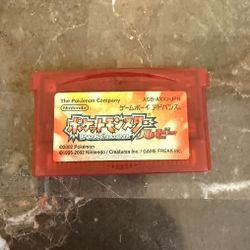 The Pokémon Company AGB-AXVJ-JPN
Nintendo ゲームボーイアドバンス
ポケットモンスター
ルビー
©2002 Pokémon
©1995-2002 Nintendo / Creatures inc. / GAME FREAK inc.